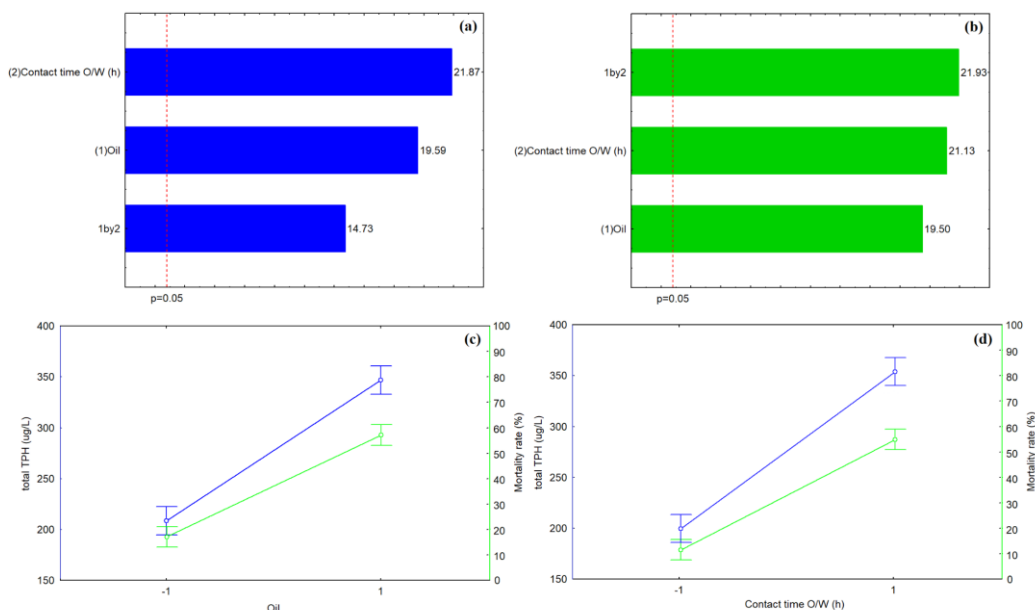 (a)
(2)Contact time O/W (h)
21.87
(1)Oil
19.59
1by2
14.73
p=0.05
(b)
1by2
21.93
(2)Contact time O/W (h)
21.13
(1)Oil
19.50
p=0.05
(c)
400
350
300
250
200
150
total TPH (ug/L)
100
90
80
70
60
50
40
30
20
10
0
Mortality rate (%)
-1
1
Oil
(d)
400
350
300
250
200
150
total TPH (ug/L)
100
90
80
70
60
50
40
30
20
10
0
Mortality rate (%)
-1
1
Contact time O/W (h)